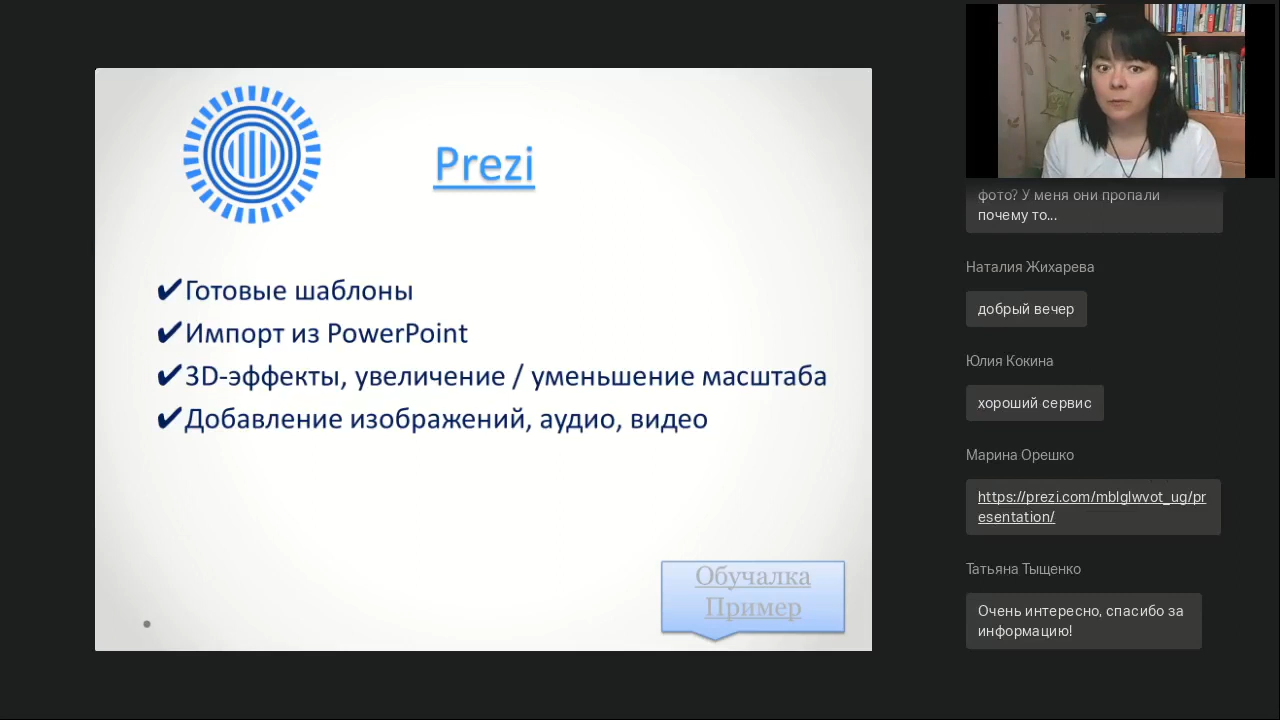 Prezi
✔Готовые шаблоны
✔Импорт из PowerPoint
✔3D-эффекты, увеличение / уменьшение масштаба
✔Добавление изображений, аудио, видео
Обучалка
Пример
фото? У меня они пропали
почему то...
Наталия Жихарева
добрый вечер
Юлия Кокина
хороший сервис
Марина Орешко
https://prezi.com/mblglwvot_ug/pr
esentation/
Татьяна Тыщенко
Очень интересно, спасибо за
информацию!